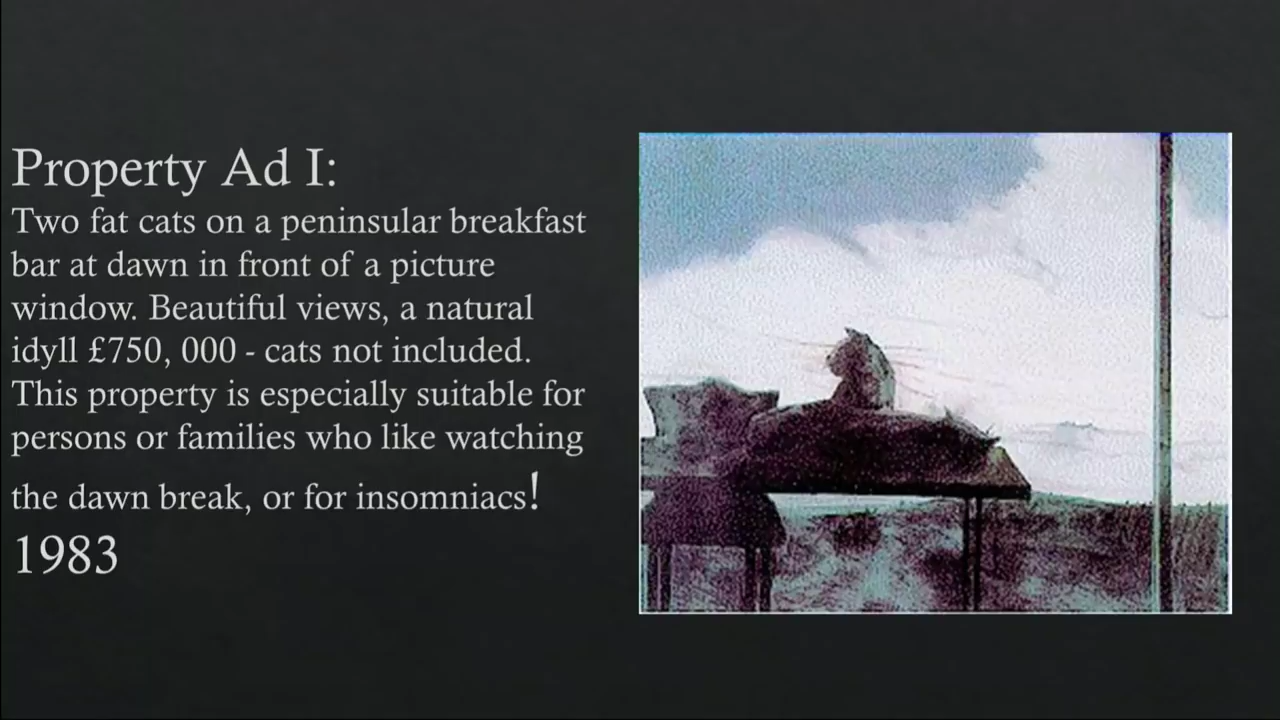 Property Ad I:
Two fat cats on a peninsular breakfast
bar at dawn in front of a picture
window. Beautiful views, a natural
idyll £750, 000 - cats not included.
This property is especially suitable for
persons or families who like watching
the dawn break, or for insomniacs!
1983